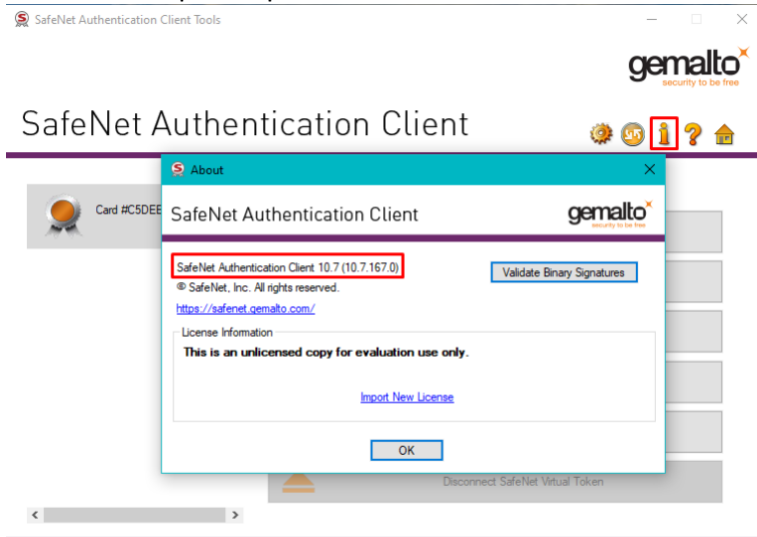 SafeNet Authentication Client Tools
gemalto
security to be free
SafeNet Authentication Client
About
Card #C5DEE
SafeNet Authentication Client
gemalto
security to be free
SafeNet Authentication Client 10.7 (10.7.167.0)
Validate Binary Signatures
© SafeNet, Inc. All rights reserved.
https://safenet.gemalto.com/
License Information
This is an unlicensed copy for evaluation use only.
Import New License
OK
Disconnect SafeNet Virtual Token